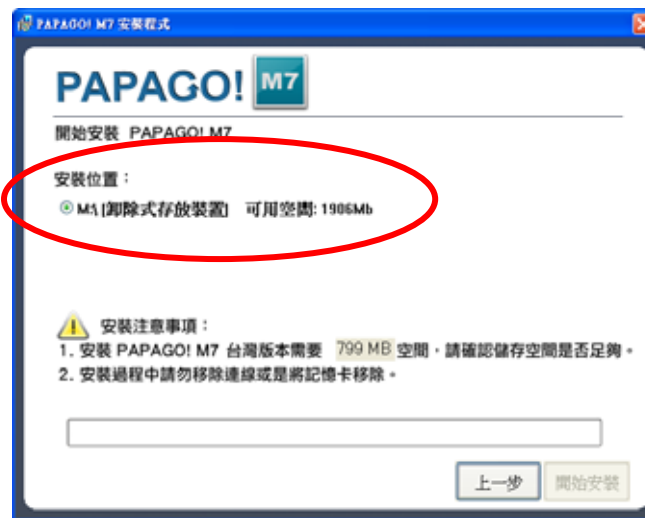 PAPAGO! M7 安裝程式
PAPAGO! M7
開始安裝 PAPAGO! M7
安裝位置：
M:\ [卸除式存放裝置] 可用空間: 1906Mb
安裝注意事項：
1. 安裝 PAPAGO! M7 台灣版本需要 799 MB 空間，請確認儲存空間是否足夠。
2. 安裝過程中請勿移除連線或是將記憶卡移除。
上一步 開始安裝